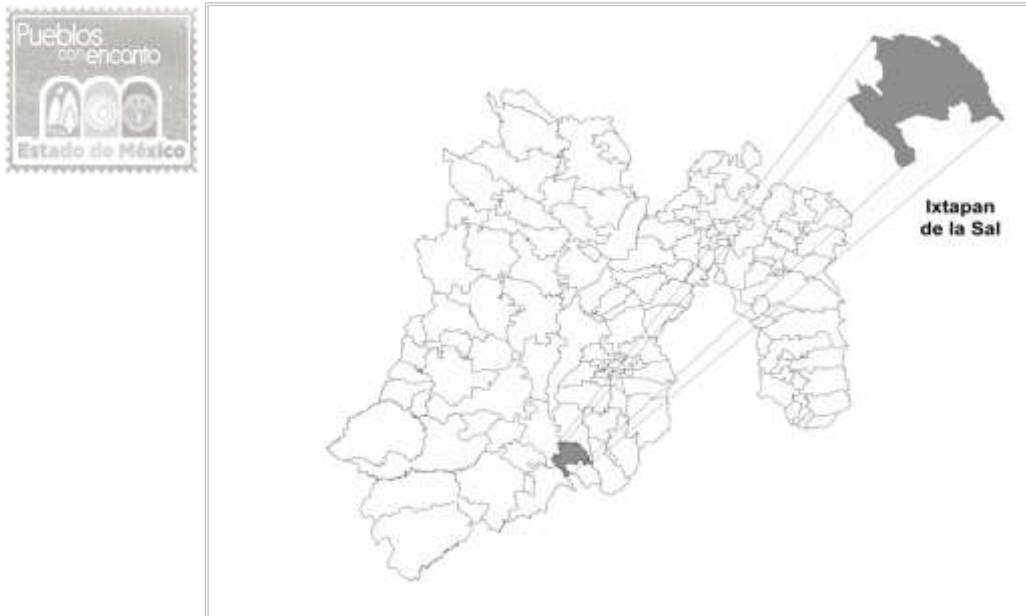 Pueblos
con encanto
Estado de México
Ixtapan
de la Sal